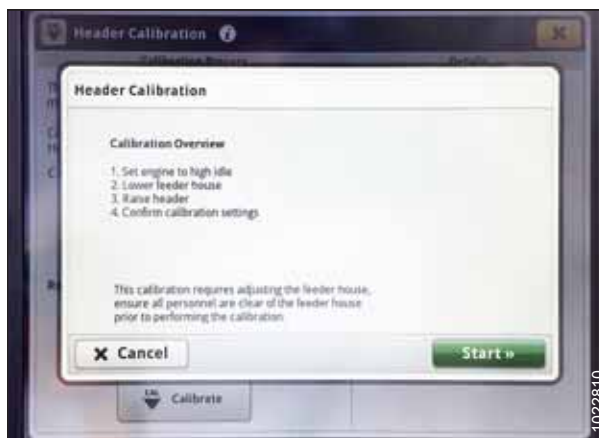 Header Calibration
Header Calibration
Calibration Overview
1. Set engine to high idle
2. Lower feeder house
3. Raise header
4. Confirm calibration settings
This calibration requires adjusting the feeder house,
ensure all personnel are clear of the feeder house
prior to performing the calibration
Cancel
Start »
CAL
Calibrate
1022810